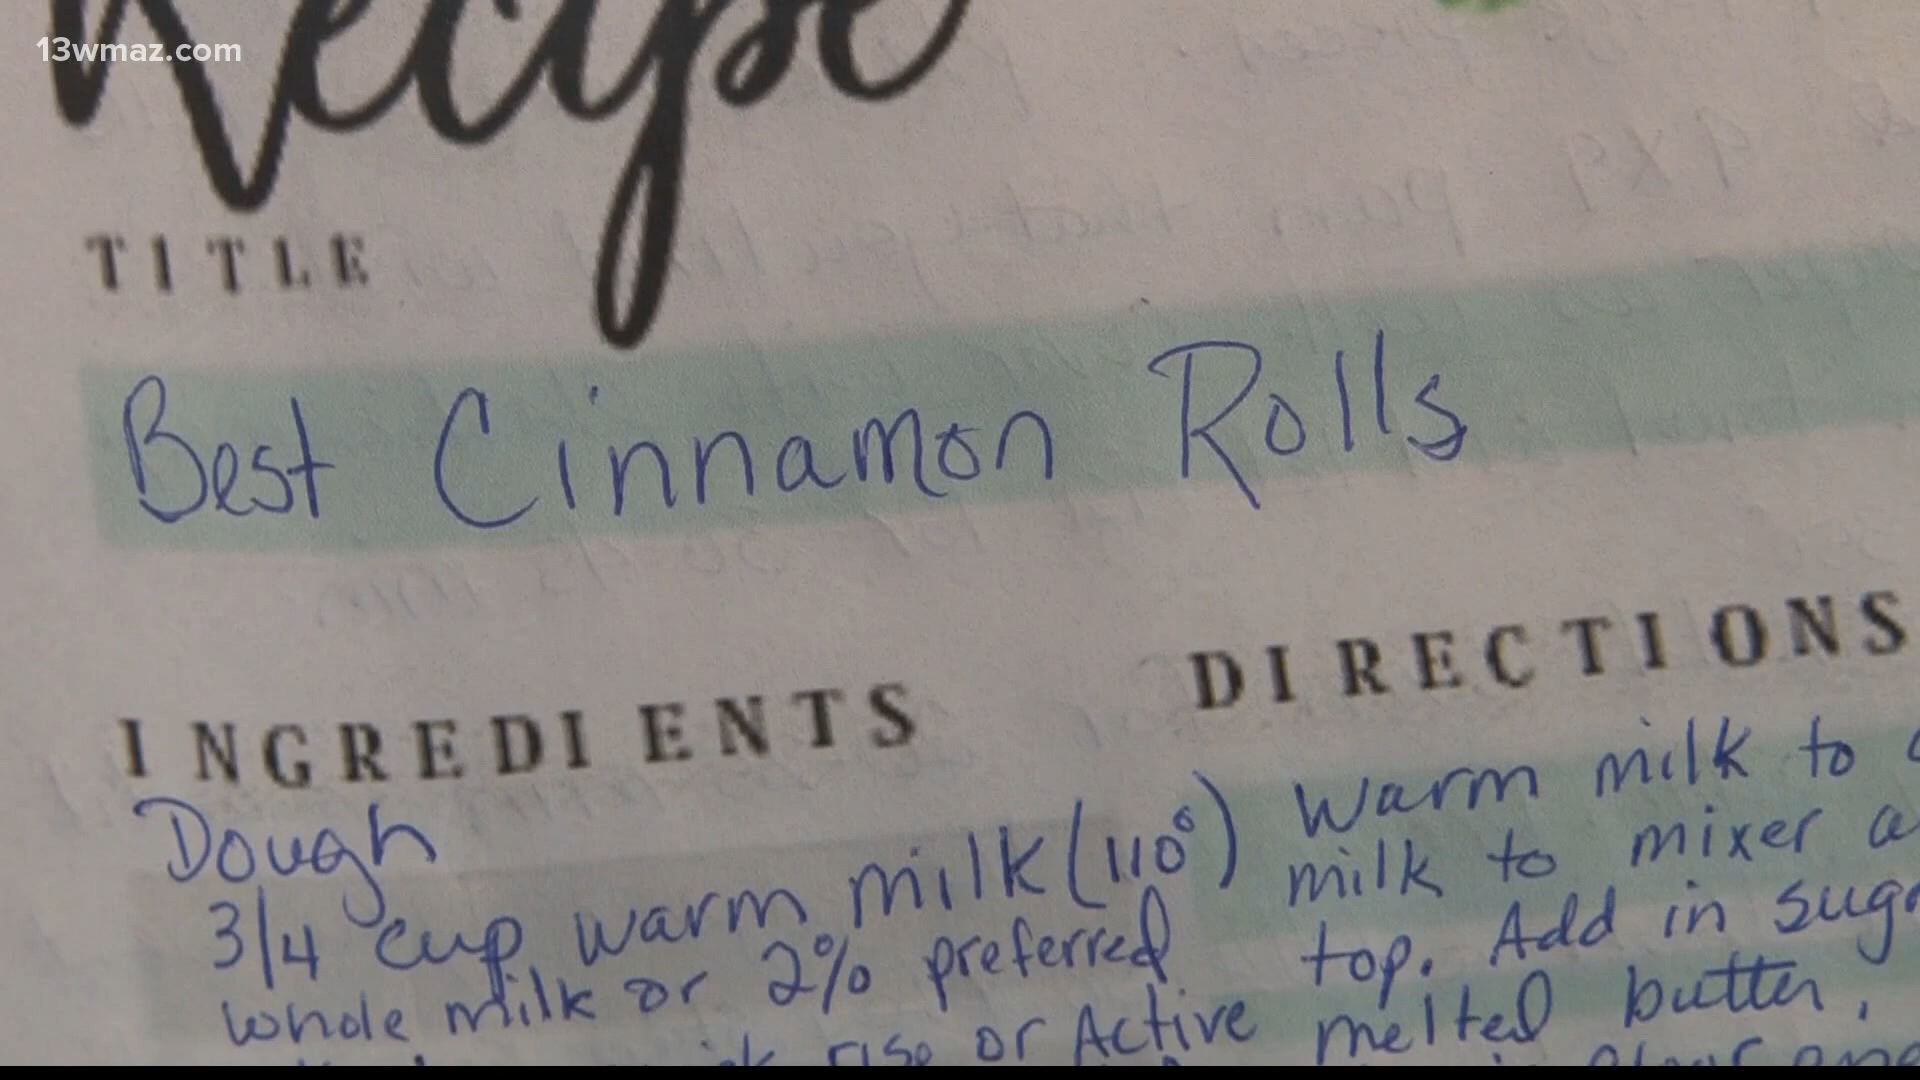 13wmaz.com
Recipe
TITLE
Best Cinnamon Rolls
INGREDIENTS
Dough
3/4 cup warm milk (110°)
whole milk or 2% preferred
rise or Active
DIRECTIONS
Warm milk to
milk to mixer
top. Add in
melted butter,